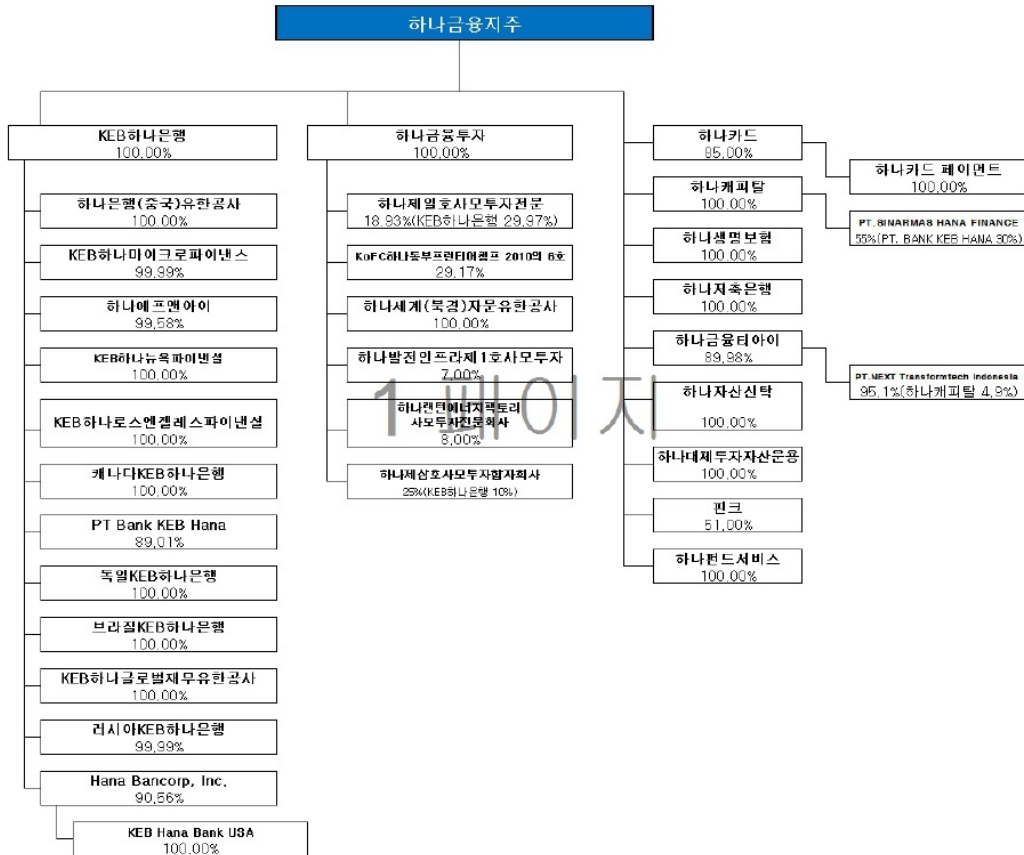 하나금융지주
KEB하나은행
100.00%
하나은행(중국)유한공사
100.00%
KEB하나마이크로파이낸스
99.99%
하나에프앤아이
99.58%
KEB하나뉴욕파이낸셜
100.00%
KEB하나로스엔젤레스파이낸셜
100.00%
캐나다KEB하나은행
100.00%
PT Bank KEB Hana
89.01%
독일KEB하나은행
100.00%
브라질KEB하나은행
100.00%
KEB하나글로벌재무유한공사
100.00%
러시아KEB하나은행
99.99%
Hana Bancorp, Inc.
90.56%
KEB Hana Bank USA
100.00%
하나금융투자
100.00%
하나제일호사모투자전문
18.93%(KEB하나은행 29.97%)
KoFC하나동부프런티어챔프 2010의 6호
29.17%
하나세계(북경)자문유한공사
100.00%
하나발전인프라제1호사모투자
7.00%
하나랜턴에너지팩토리
사모투자전문회사
8.00%
하나제삼호사모투자합자회사
25%(KEB하나은행 10%)
하나카드
85.00%
하나카드 페이먼트
100.00%
하나캐피탈
100.00%
PT. SINARMAS HANA FINANCE
55%(PT. BANK KEB HANA 30%)
하나생명보험
100.00%
하나저축은행
100.00%
하나금융티아이
89.98%
PT.NEXT Transformtech Indonesia
95.1%(하나캐피탈 4.9%)
하나자산신탁
100.00%
하나대체투자자산운용
100.00%
핀크
51.00%
하나펀드서비스
100.00%
1 페이지